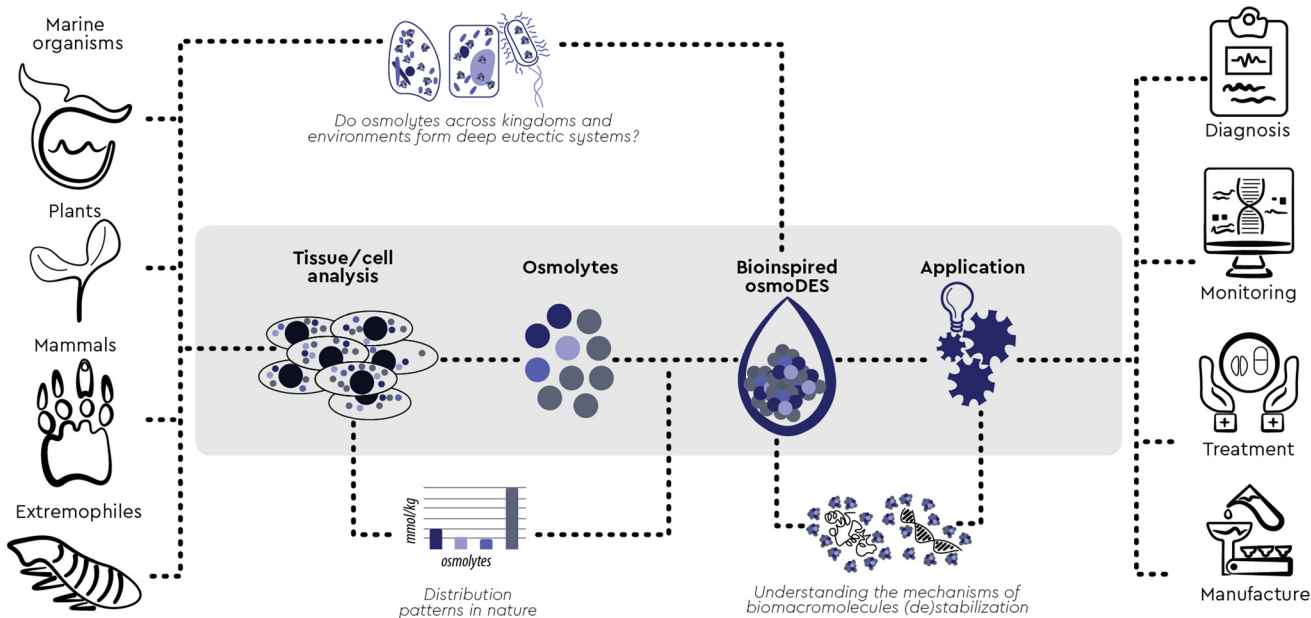 Marine
organisms
Plants
Mammals
Extremophiles
Do osmolytes across kingdoms and
environments form deep eutectic systems?
Tissue/cell
analysis
Osmolytes
Bioinspired
osmoDES
Application
mmol/kg
osmolytes
Distribution
patterns in nature
Understanding the mechanisms of
biomacromolecules (de)stabilization
Diagnosis
Monitoring
Treatment
Manufacture